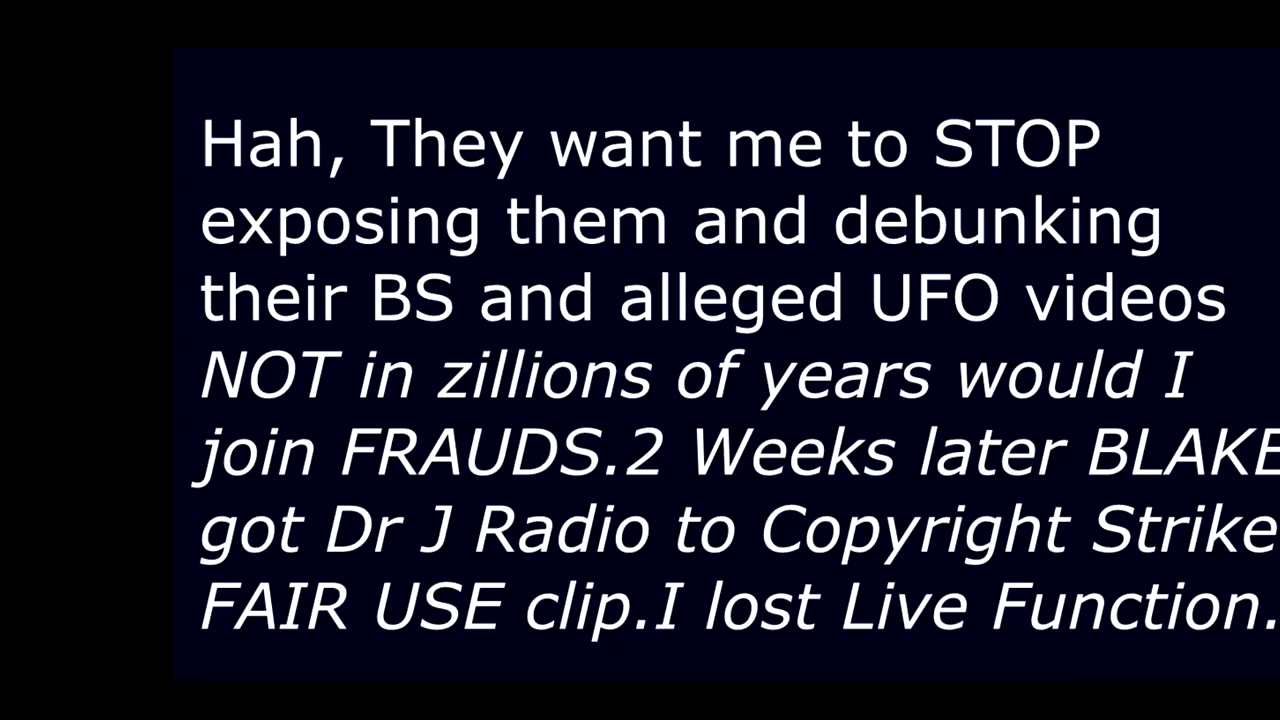 Hah, They want me to STOP
exposing them and debunking
their BS and alleged UFO videos
NOT in zillions of years would I
join FRAUDS.2 Weeks later BLAKE
got Dr J Radio to Copyright Strike
FAIR USE clip.I lost Live Function.